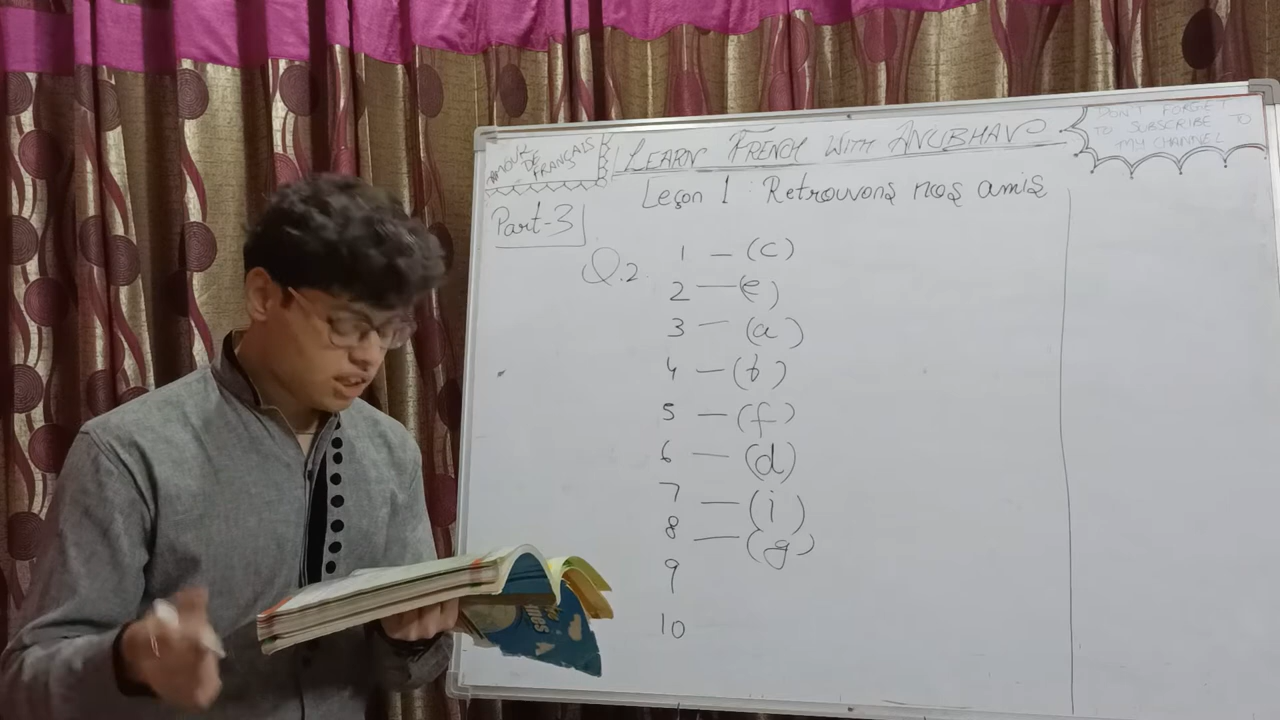 AMOUR DE FRANÇAIS
LEARN FRENCH WITH ANUBHAV
DON'T FORGET
TO SUBSCRIBE TO
MY CHANNEL
Leçon 1 : Retrouvons nos amis
Part-3
Q.2. 1 — (c)
2 — (e)
3 — (a)
4 — (b)
5 — (f)
6 — (d)
7 — (i)
8 — (g)
9
10